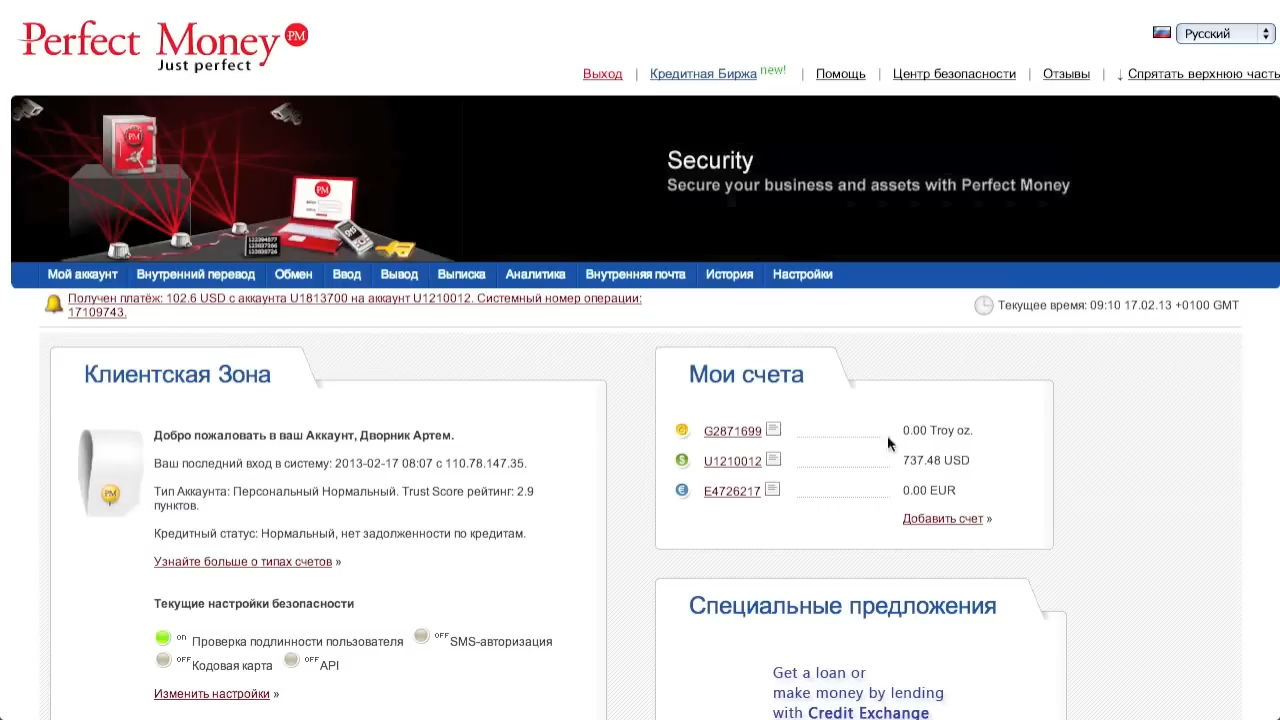 Perfect Money PM
Just perfect
Русский
Выход | Кредитная Биржа new! | Помощь | Центр безопасности | Отзывы | ↓ Спрятать верхнюю часть
PM
Security
Secure your business and assets with Perfect Money
PM
Мой аккаунт Внутренний перевод Обмен Ввод Вывод Выписка Аналитика Внутренняя почта История Настройки
Получен платёж: 102.6 USD с аккаунта U1813700 на аккаунт U1210012. Системный номер операции:
17109743.
Текущее время: 09:10 17.02.13 +0100 GMT
Клиентская Зона
Добро пожаловать в ваш Аккаунт, Дворник Артем.
Ваш последний вход в систему: 2013-02-17 08:07 с 110.78.147.35.
PM
Тип Аккаунта: Персональный Нормальный. Trust Score рейтинг: 2.9
пунктов.
Кредитный статус: Нормальный, нет задолженности по кредитам.
Узнайте больше о типах счетов »
Текущие настройки безопасности
on Проверка подлинности пользователя OFF SMS-авторизация
OFF Кодовая карта OFF API
Изменить настройки »
Мои счета
G2871699 0.00 Troy oz.
U1210012 737.48 USD
E4726217 0.00 EUR
Добавить счет »
Специальные предложения
Get a loan or
make money by lending
with Credit Exchange